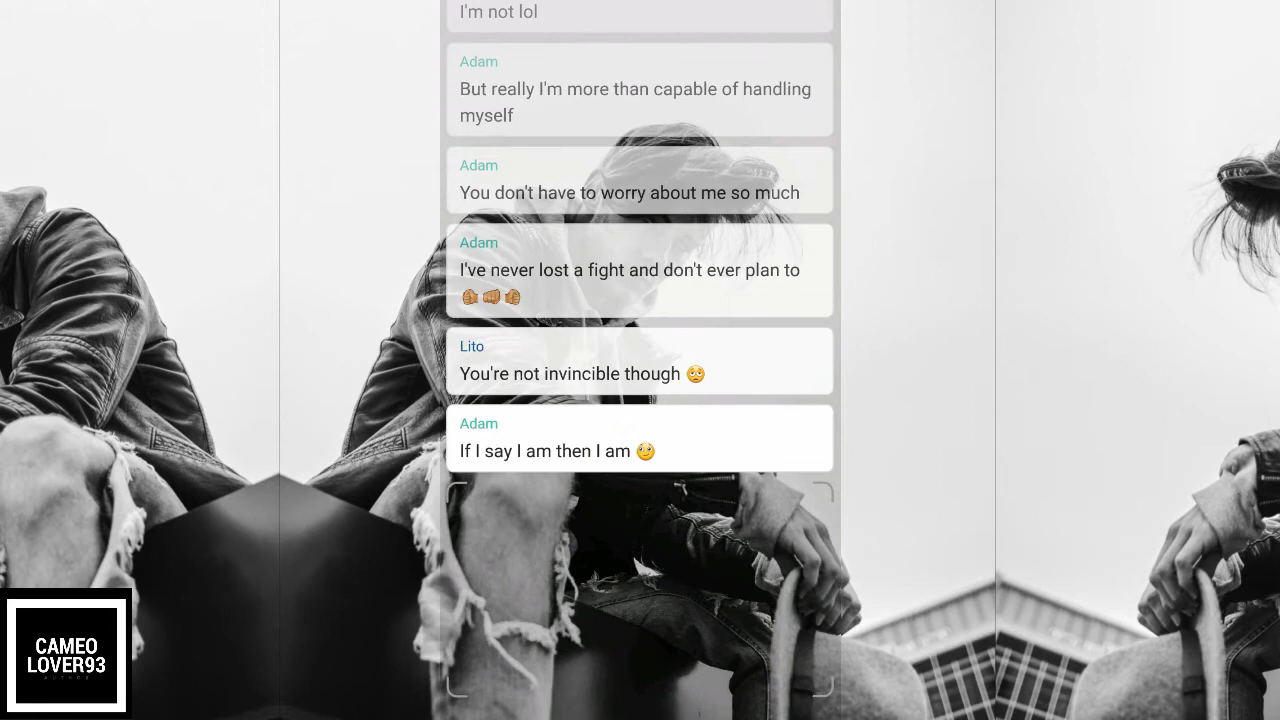 I'm not lol
Adam
But really I'm more than capable of handling
myself
Adam
You don't have to worry about me so much
Adam
I've never lost a fight and don't ever plan to
🤜🏼👊🏼🤛🏼
Lito
You're not invincible though 🥺
Adam
If I say I am then I am 🙄
CAMEO
LOVER93
AUTHOR